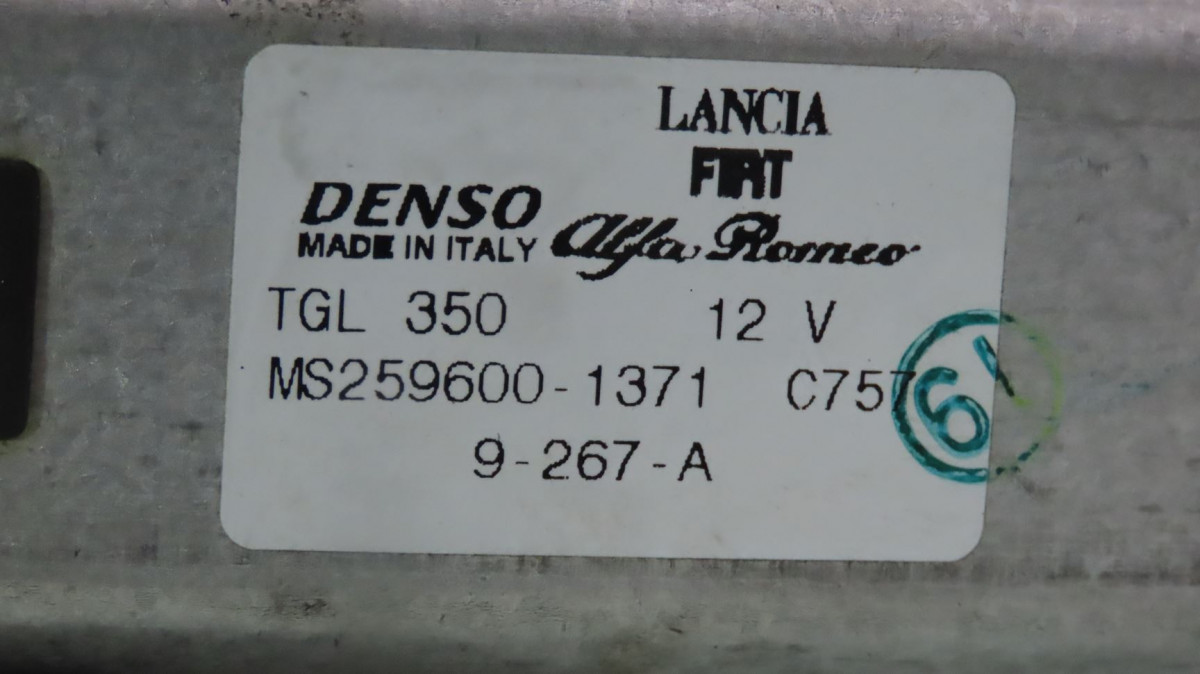 LANCIA
FIAT
DENSO
MADE IN ITALY Alfa Romeo
TGL 350 12 V
MS259600-1371 C757
9-267-A